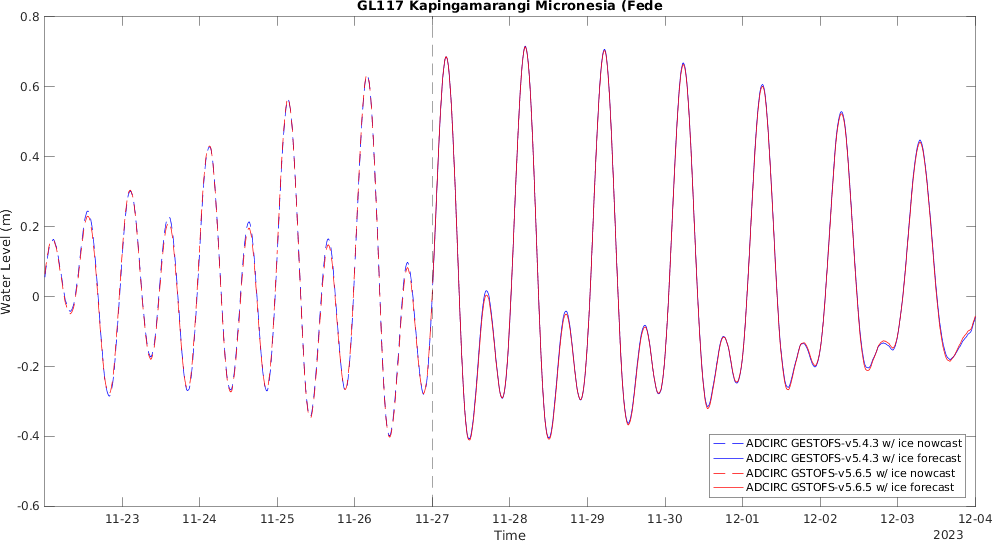 GL117 Kapingamarangi Micronesia (Fede
0.8
0.6
0.4
0.2
0
-0.2
-0.4
-0.6
Water Level (m)
ADCIRC GESTOFS-v5.4.3 w/ ice nowcast
ADCIRC GESTOFS-v5.4.3 w/ ice forecast
ADCIRC GSTOFS-v5.6.5 w/ ice nowcast
ADCIRC GSTOFS-v5.6.5 w/ ice forecast
11-23 11-24 11-25 11-26 11-27 11-28 11-29 11-30 12-01 12-02 12-03 12-04
Time
2023